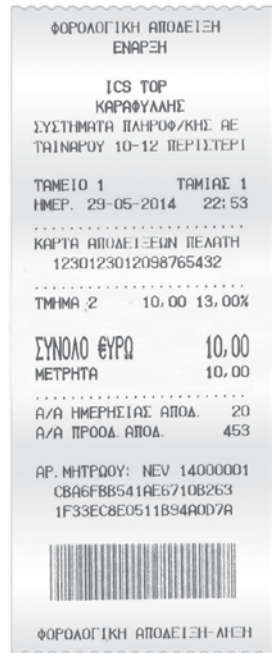 ΦΟΡΟΛΟΓΙΚΗ ΑΠΟΔΕΙΞΗ
ΕΝΑΡΞΗ
ICS TOP
ΚΑΡΑΦΥΛΛΗΣ
ΣΥΣΤΗΜΑΤΑ ΠΛΗΡΟΦ/ΚΗΣ ΑΕ
ΤΑΙΝΑΡΟΥ 10-12 ΠΕΡΙΣΤΕΡΙ
ΤΑΜΕΙΟ 1 ΤΑΜΙΑΣ 1
ΗΜΕΡ. 29-05-2014 22:53
ΚΑΡΤΑ ΑΠΟΔΕΙΞΕΩΝ ΠΕΛΑΤΗ
1230123012098765432
ΤΜΗΜΑ 2 10,00 13,00%
ΣΥΝΟΛΟ €ΥΡΩ 10,00
ΜΕΤΡΗΤΑ 10,00
Α/Α ΗΜΕΡΗΣΙΑΣ ΑΠΟΔ. 20
Α/Α ΠΡΟΟΔ. ΑΠΟΔ. 453
ΑΡ. ΜΗΤΡΩΟΥ: NEV 14000001
CBA6FBB541AE6710B263
1F33EC8E0511B94A0D7A
ΦΟΡΟΛΟΓΙΚΗ ΑΠΟΔΕΙΞΗ-ΛΗΞΗ